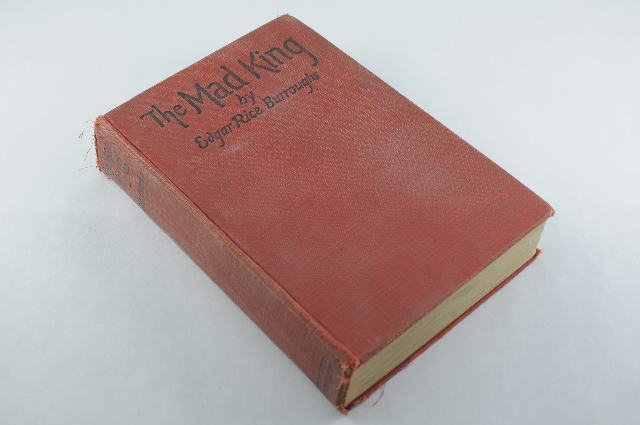 The Mad King
by
Edgar Rice Burroughs